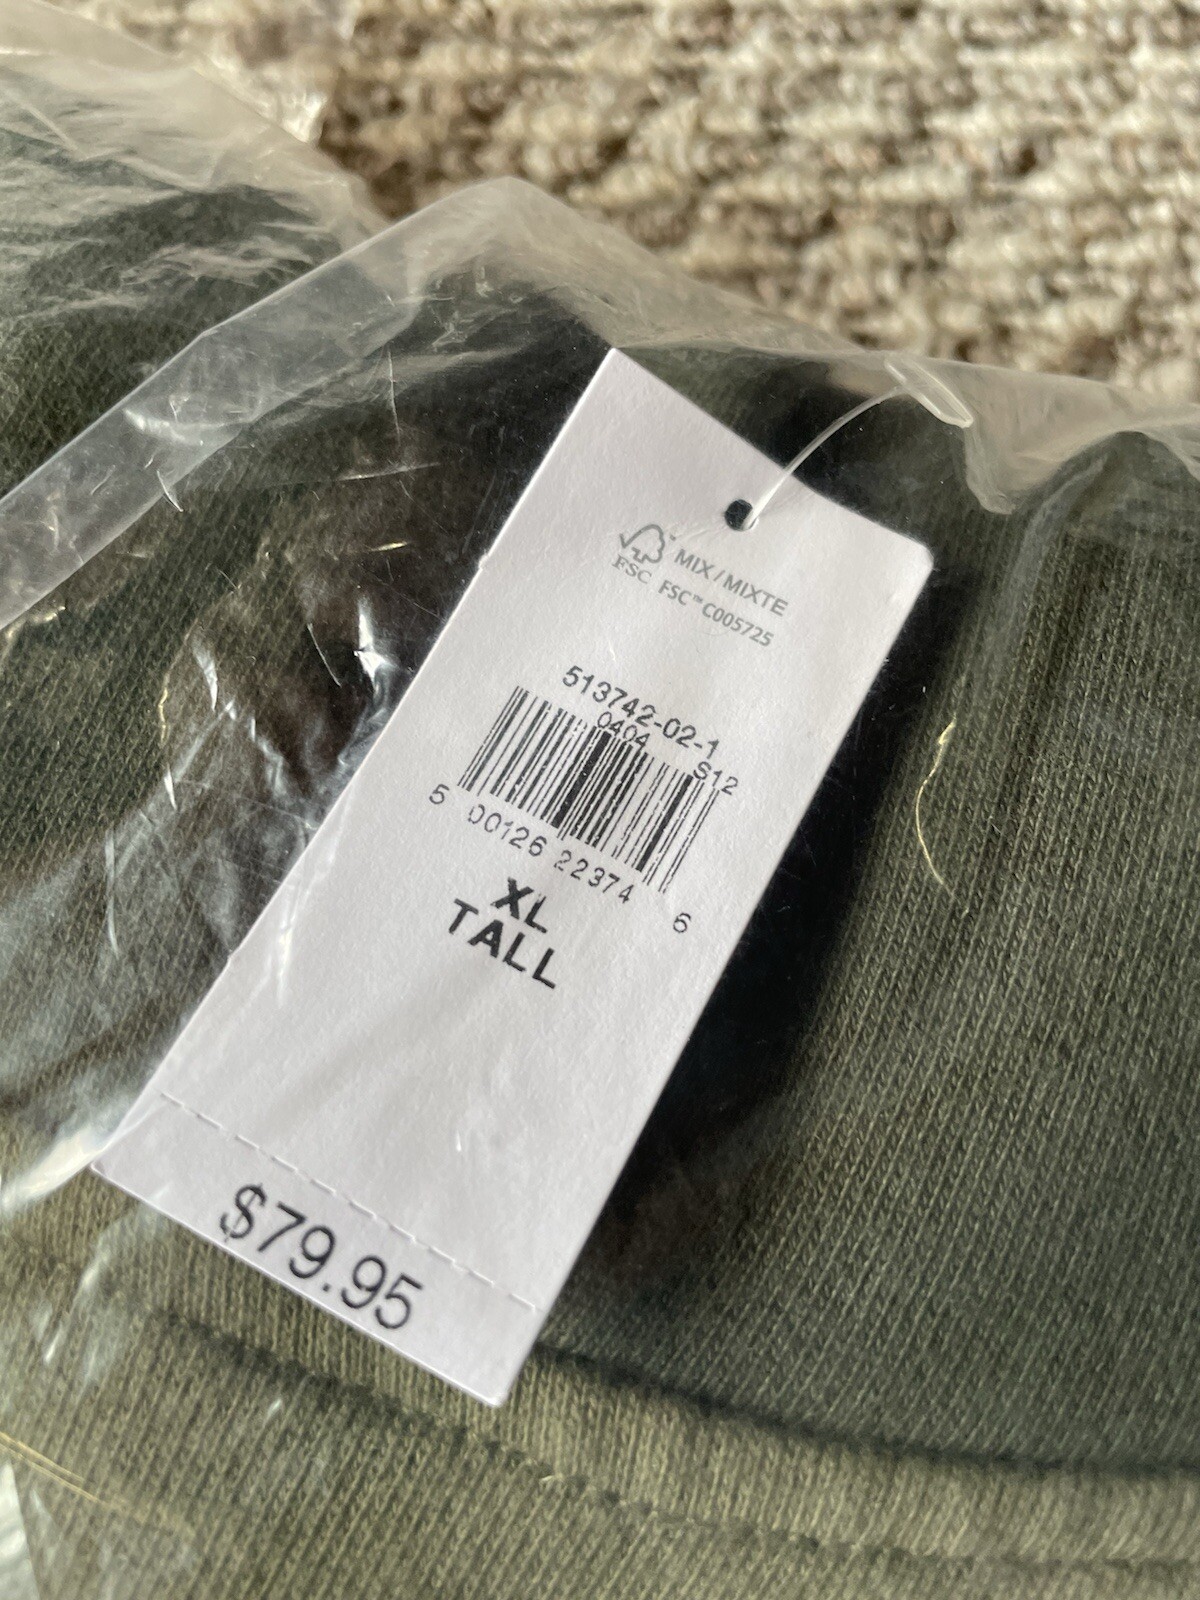 MIX / MIXTE
FSC FSC™ C005725
513742-02-1
0404
S12
5 00126 22374 6
XL
TALL
$79.95